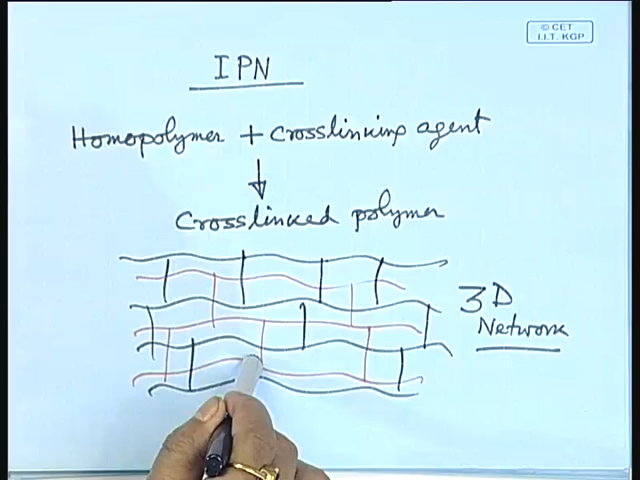 © CET
I.I.T. KGP
IPN
Homopolymer + Crosslinking agent
Crosslinked polymer
3D
Network